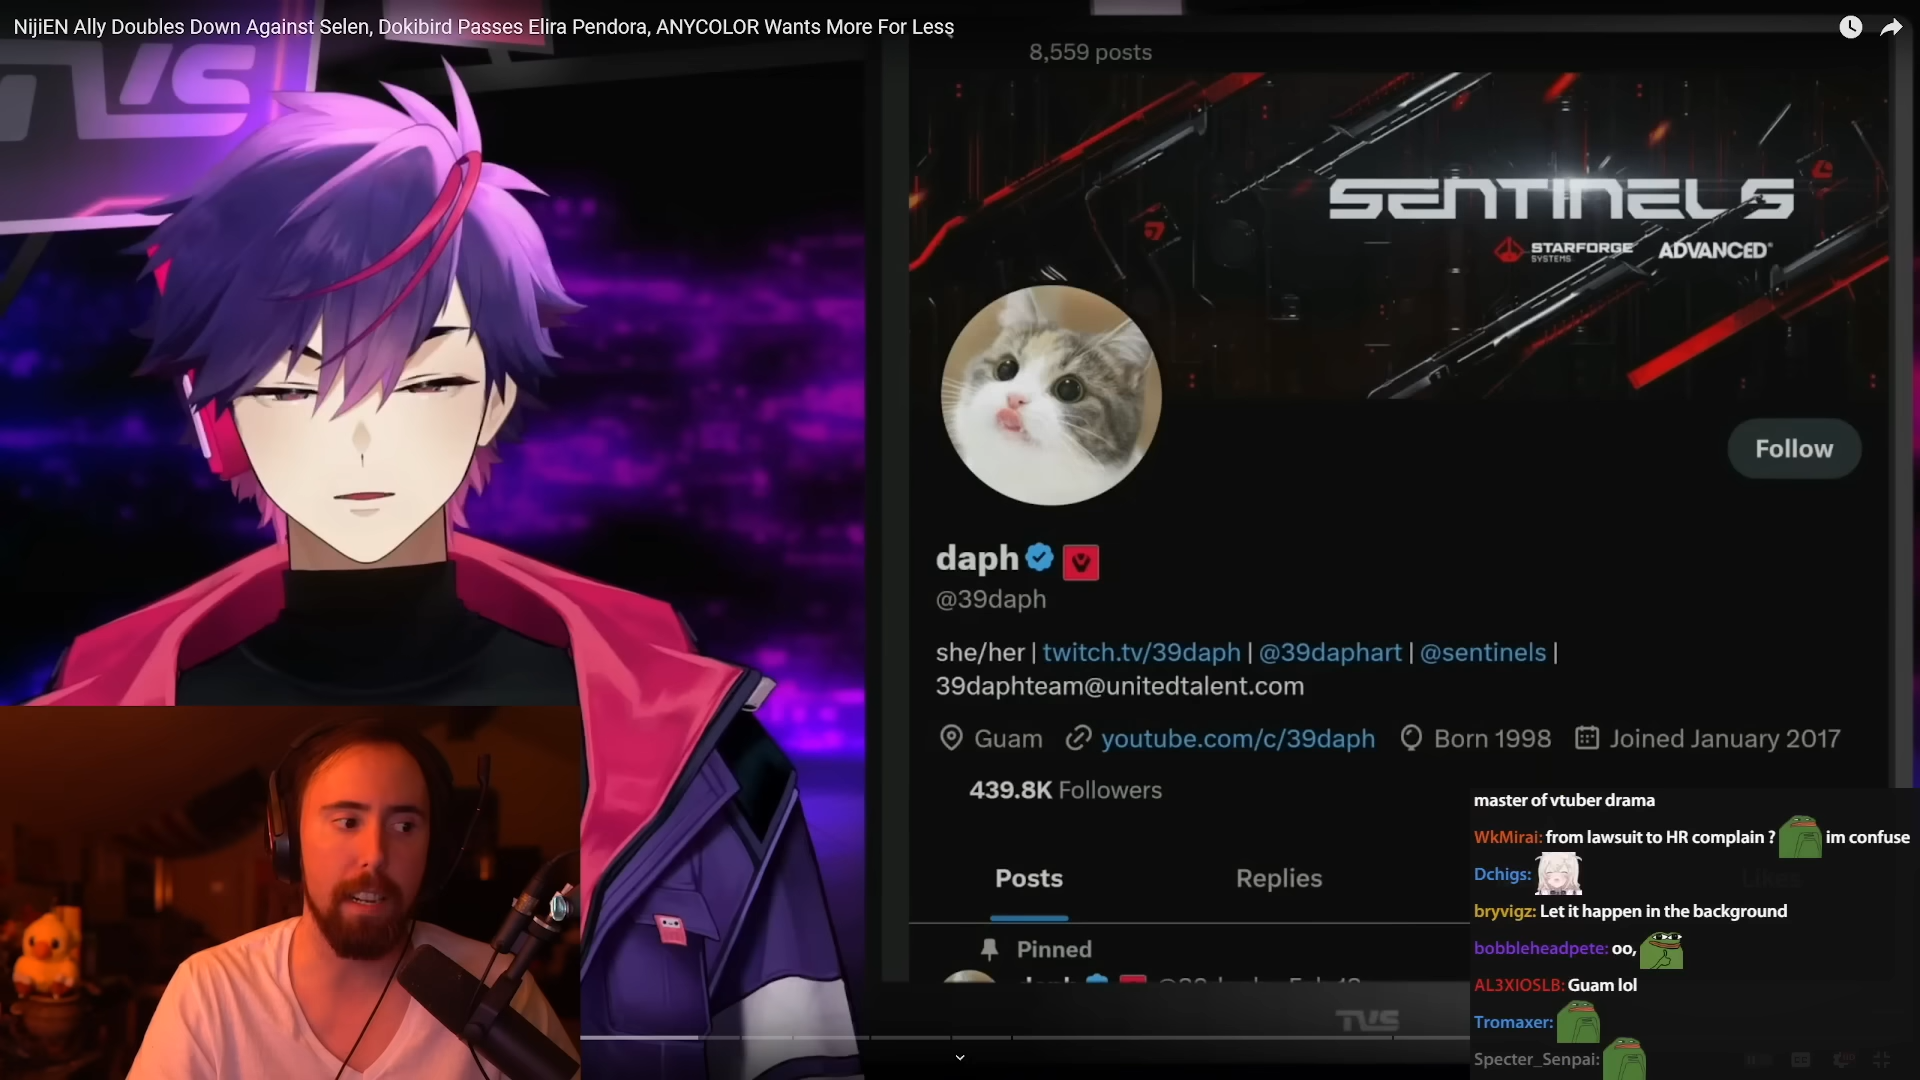 NijiEN Ally Doubles Down Against Selen, Dokibird Passes Elira Pendora, ANYCOLOR Wants More For Less
8,559 posts
SENTINELS
STARFORGE SYSTEMS ADVANCED
Follow
daph
@39daph
she/her | twitch.tv/39daph | @39daphart | @sentinels |
39daphteam@unitedtalent.com
Guam youtube.com/c/39daph Born 1998 Joined January 2017
439.8K Followers
Posts Replies Likes
Pinned
TVS
master of vtuber drama
WkMirai: from lawsuit to HR complain ? im confuse
Dchigs:
bryvigz: Let it happen in the background
bobbleheadpete: oo,
AL3XIOSLB: Guam lol
Tromaxer:
Specter_Senpai: